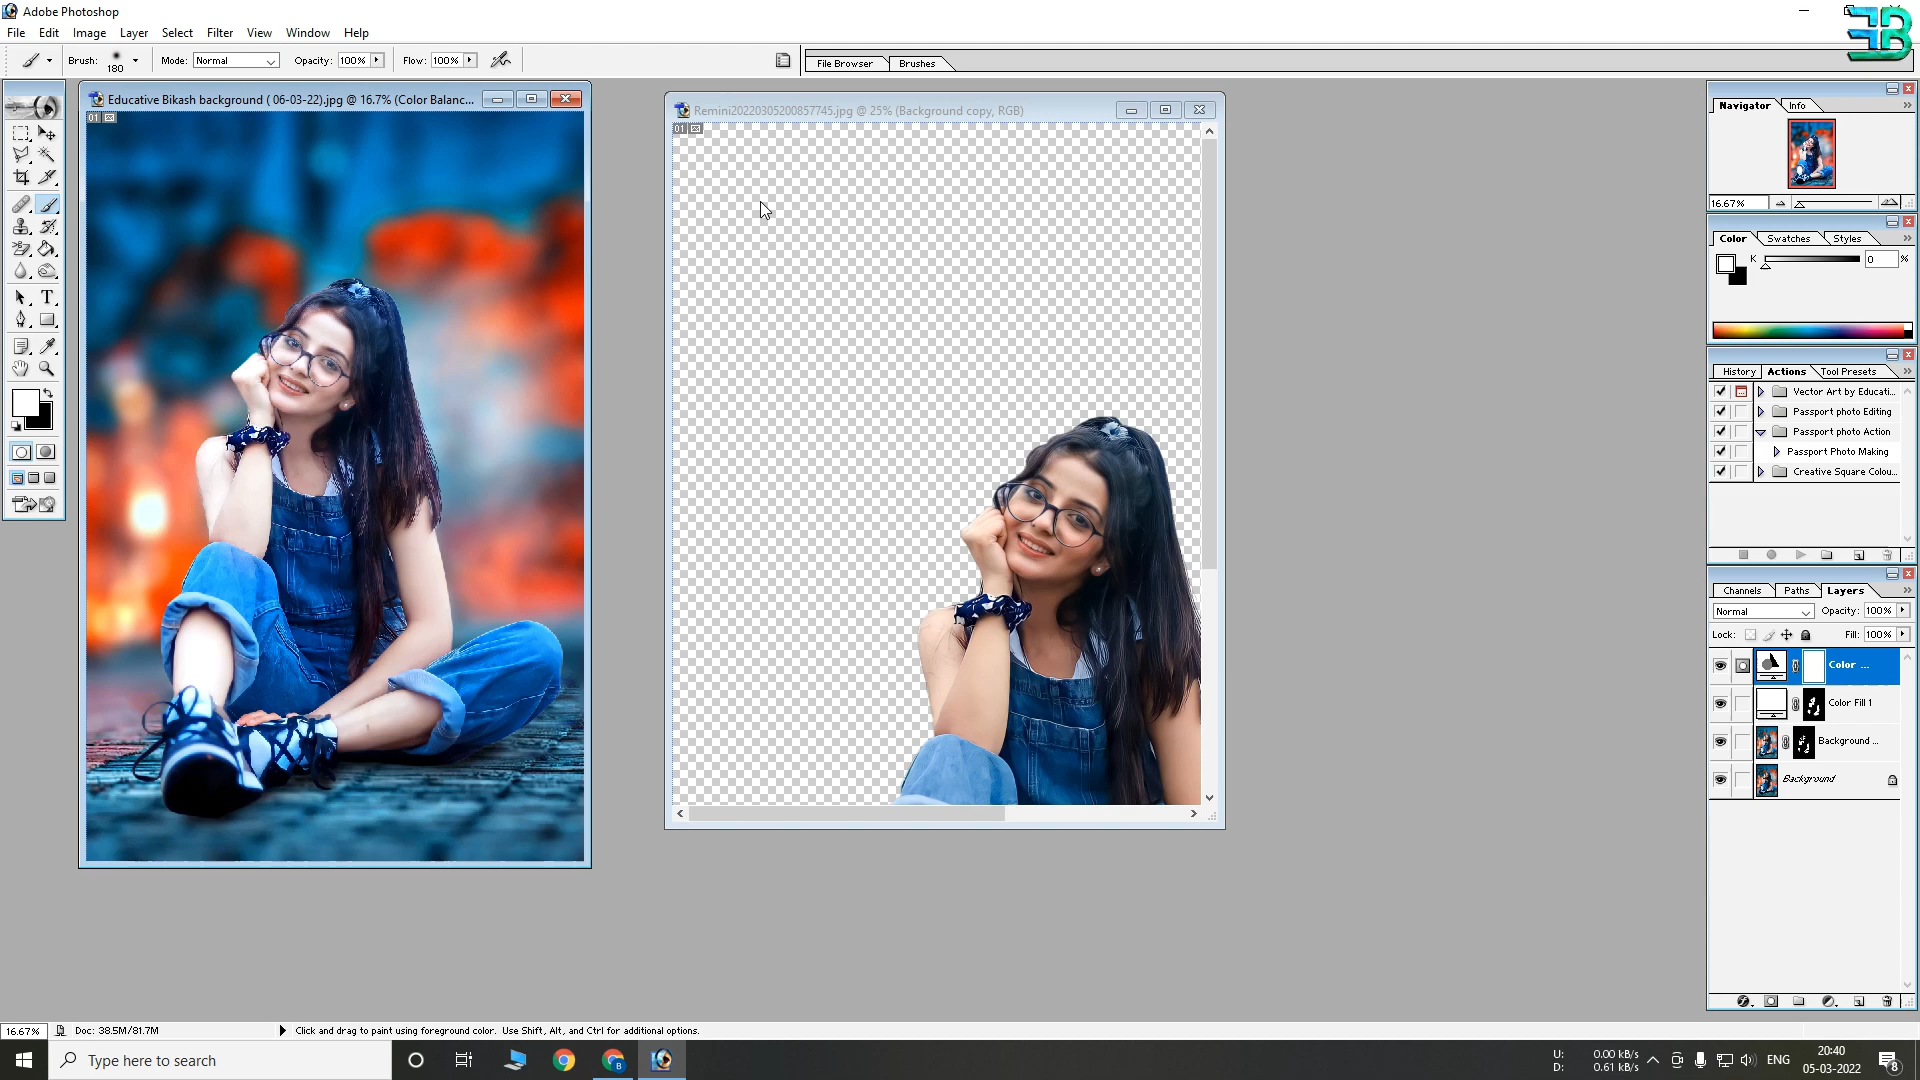 Adobe Photoshop
File Edit Image Layer Select Filter View Window Help
Brush: 180 Mode: Normal Opacity: 100% Flow: 100% File Browser Brushes
Educative Bikash background ( 06-03-22).jpg @ 16.7% (Color Balanc...
01
Remini20220305200857745.jpg @ 25% (Background copy, RGB)
01
Navigator Info
16.67%
Color Swatches Styles
K 0 %
History Actions Tool Presets
Vector Art by Educati...
Passport photo Editing
Passport photo Action
Passport Photo Making
Creative Square Colou...
Channels Paths Layers
Normal Opacity: 100%
Lock: Fill: 100%
Color ...
Color Fill 1
Background ...
Background
16.67% Doc: 38.5M/81.7M Click and drag to paint using foreground color. Use Shift, Alt, and Ctrl for additional options.
Type here to search
U: 0.00 kB/s
D: 0.61 kB/s
ENG
20:40
05-03-2022
8